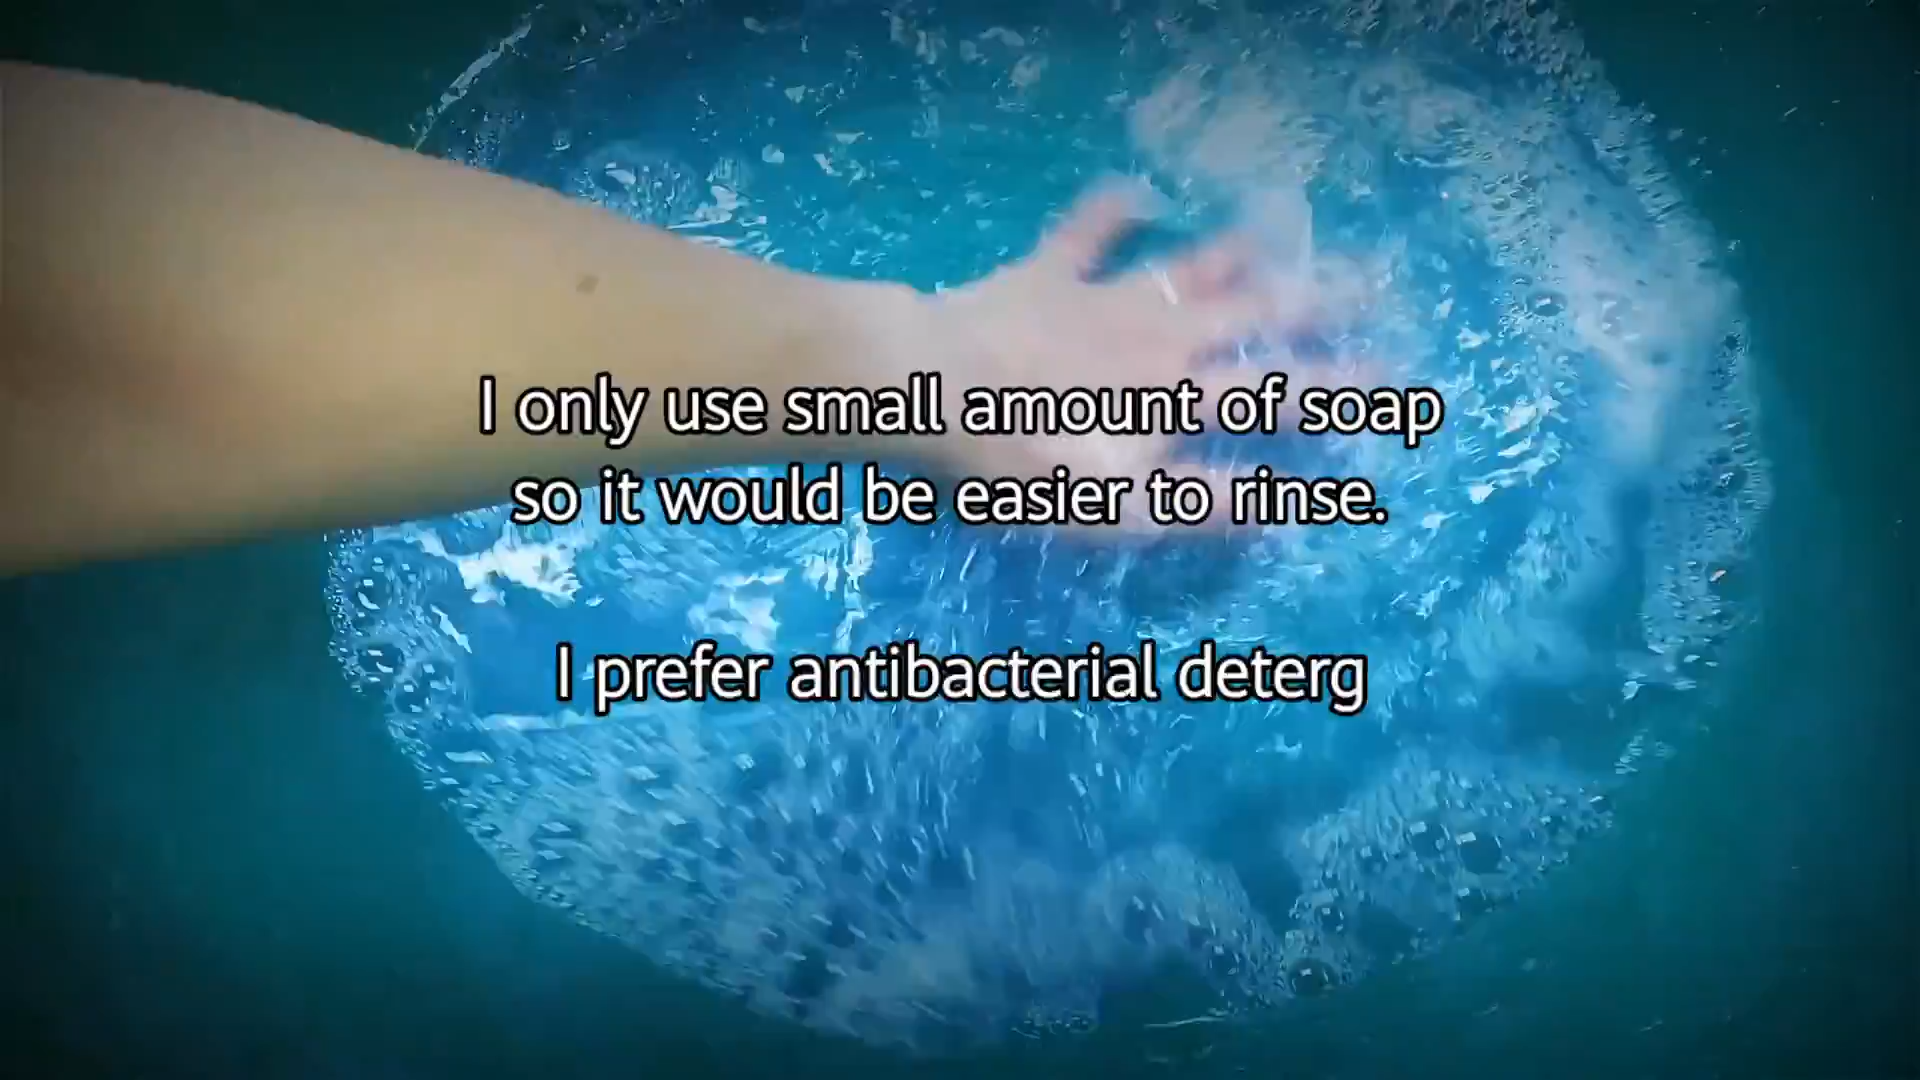 I only use small amount of soap
so it would be easier to rinse.
I prefer antibacterial deterg